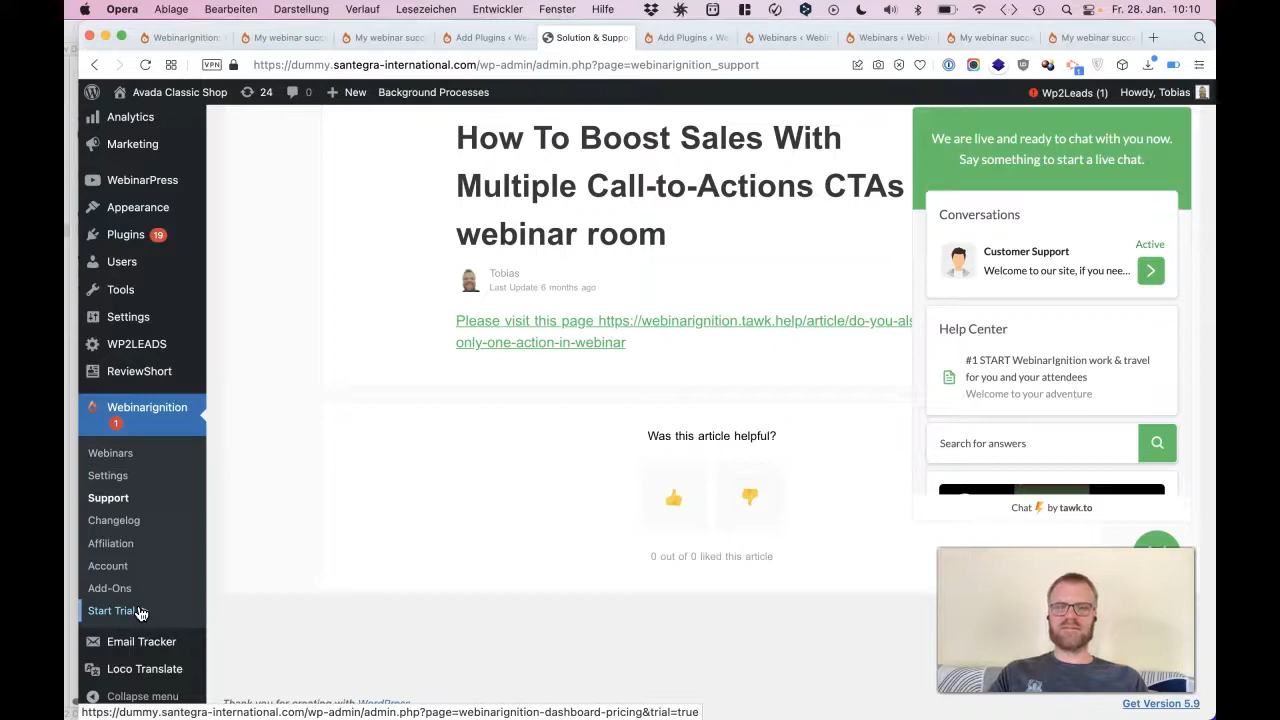 Opera Ablage Bearbeiten Darstellung Verlauf Lesezeichen Entwickler Fenster Hilfe Fr. 28. Jan. 10:10
WebinarIgnition: My webinar succ My webinar succ Add Plugins ‹ We Solution & Suppo Add Plugins ‹ We Webinars ‹ Webi Webinars ‹ Webi My webinar succ My webinar succ
VPN https://dummy.santegra-international.com/wp-admin/admin.php?page=webinarignition_support
Avada Classic Shop 24 0 New Background Processes Wp2Leads (1) Howdy, Tobias
Analytics
Marketing
WebinarPress
Appearance
Plugins 19
Users
Tools
Settings
WP2LEADS
ReviewShort
Webinarignition
1
Webinars
Settings
Support
Changelog
Affiliation
Account
Add-Ons
Start Trial
Email Tracker
Loco Translate
Collapse menu
How To Boost Sales With
Multiple Call-to-Actions CTAs
webinar room
Tobias
Last Update 6 months ago
Please visit this page https://webinarignition.tawk.help/article/do-you-als
only-one-action-in-webinar
Was this article helpful?
0 out of 0 liked this article
We are live and ready to chat with you now.
Say something to start a live chat.
Conversations
Customer Support
Active
Welcome to our site, if you nee...
Help Center
#1 START WebinarIgnition work & travel
for you and your attendees
Welcome to your adventure
Search for answers
Chat by tawk.to
Thank you for creating with WordPress
Get Version 5.9
https://dummy.santegra-international.com/wp-admin/admin.php?page=webinarignition-dashboard-pricing&trial=true